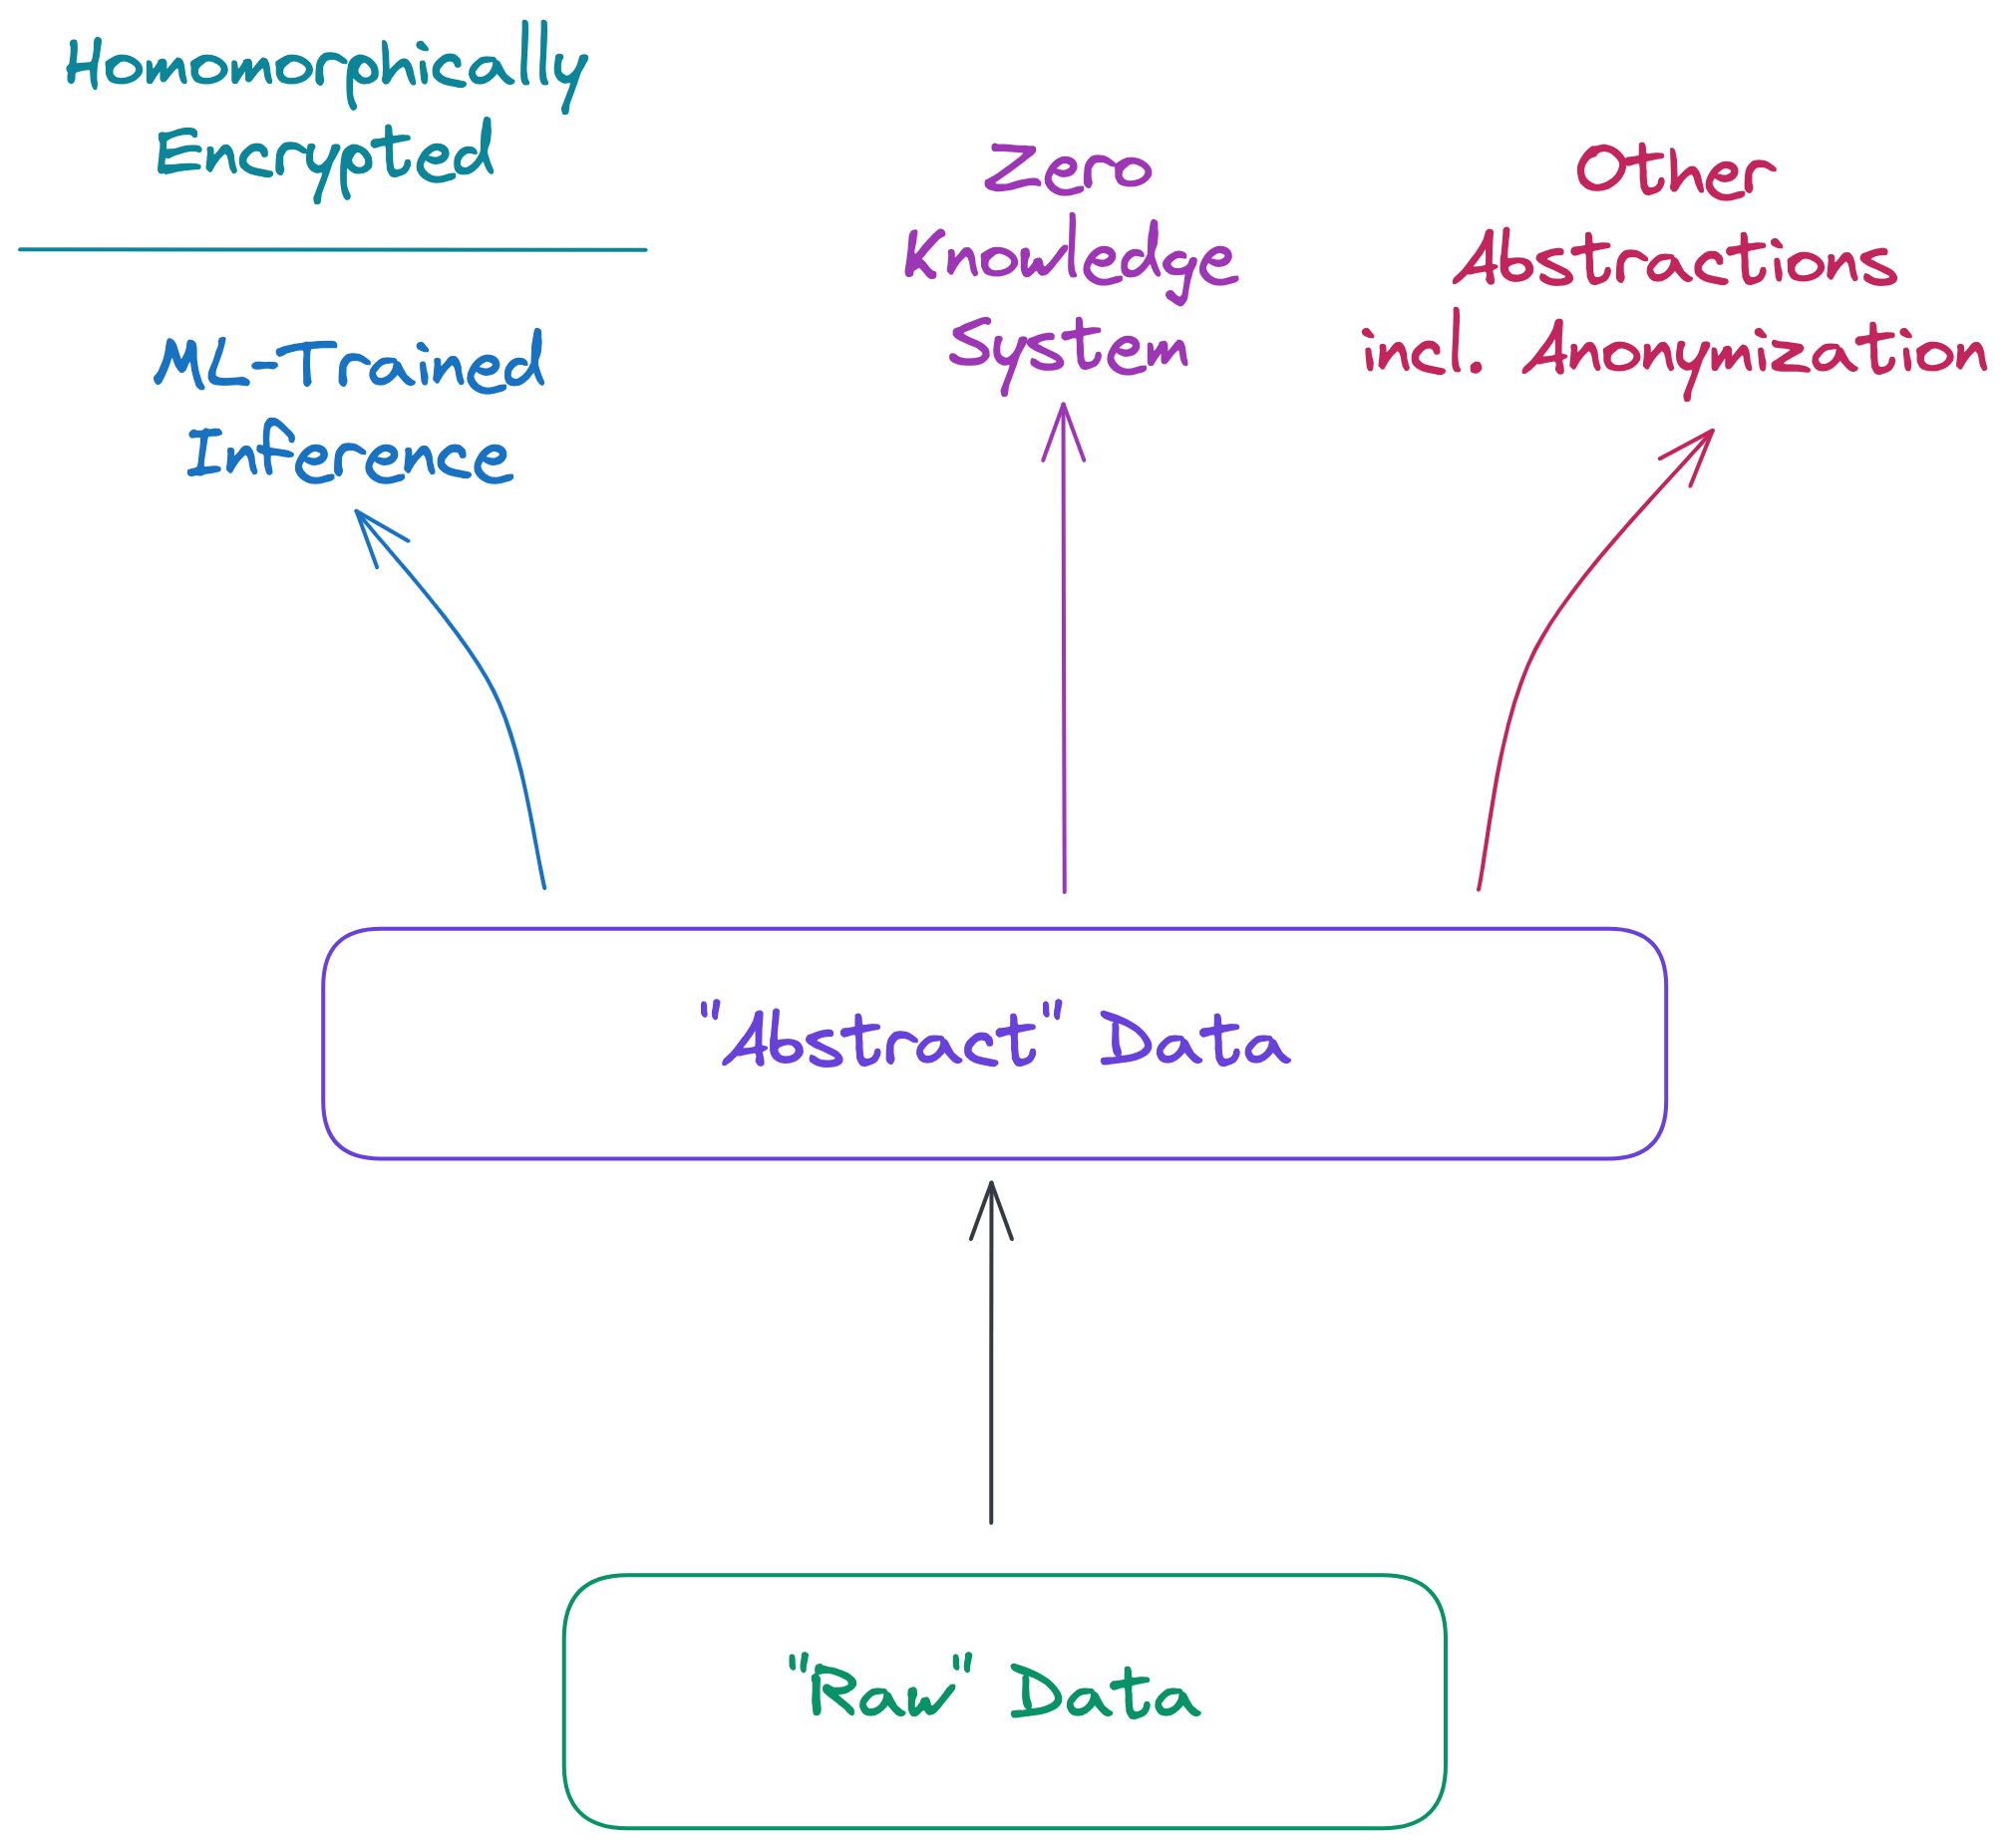 Homomorphically
Encrypted
ML-Trained
Inference
Zero
Knowledge
System
Other
Abstractions
incl. Anonymization
"Abstract" Data
"Raw" Data